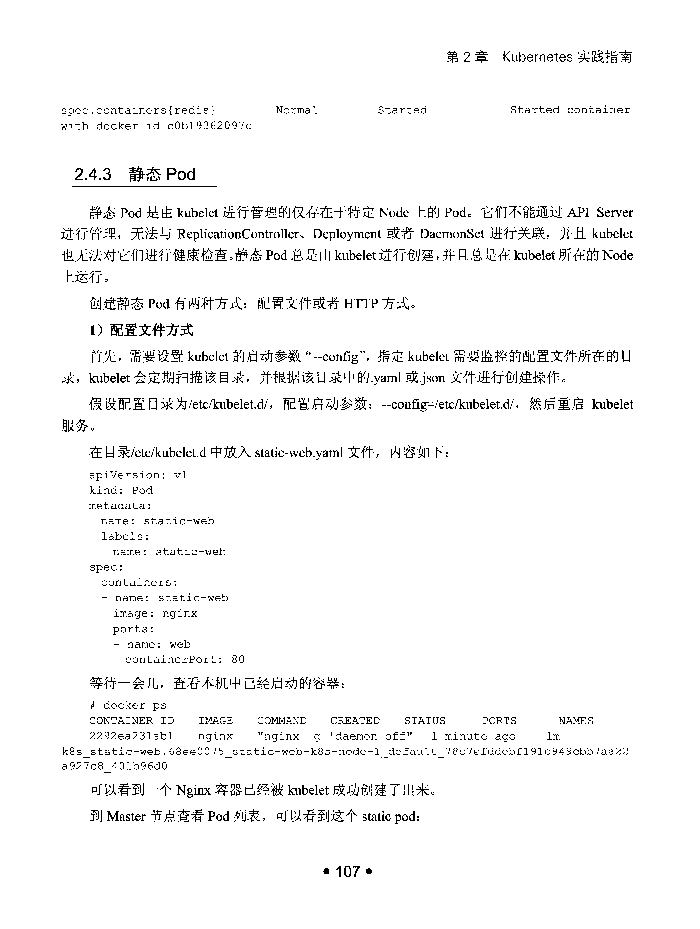 第 2 章 Kubernetes 实践指南
spec.containers{redis} Normal Started Started container
with docker id c0b19362097c
2.4.3 静态 Pod
静态 Pod 是由 kubelet 进行管理的仅存在于特定 Node 上的 Pod。它们不能通过 API Server
进行管理，无法与 ReplicationController、Deployment 或者 DaemonSet 进行关联，并且 kubelet
也无法对它们进行健康检查。静态 Pod 总是由 kubelet 进行创建，并且总是在 kubelet 所在的 Node
上运行。
创建静态 Pod 有两种方式：配置文件或者 HTTP 方式。
1）配置文件方式
首先，需要设置 kubelet 的启动参数“--config”，指定 kubelet 需要监控的配置文件所在的目
录，kubelet 会定期扫描该目录，并根据该目录中的.yaml 或.json 文件进行创建操作。
假设配置目录为/etc/kubelet.d/，配置启动参数：--config=/etc/kubelet.d/，然后重启 kubelet
服务。
在目录/etc/kubelet.d 中放入 static-web.yaml 文件，内容如下：
apiVersion: v1
kind: Pod
metadata:
name: static-web
labels:
name: static-web
spec:
containers:
- name: static-web
image: nginx
ports:
- name: web
containerPort: 80
等待一会儿，查看本机中已经启动的容器：
# docker ps
CONTAINER ID IMAGE COMMAND CREATED STATUS PORTS NAMES
2292ea231ab1 nginx "nginx -g 'daemon off" 1 minute ago 1m
可以看到一个 Nginx 容器已经被 kubelet 成功创建了出来。
到 Master 节点查看 Pod 列表，可以看到这个 static pod：
• 107 •